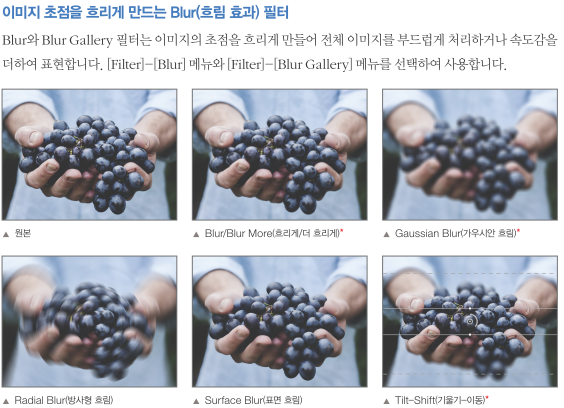 이미지 초점을 흐리게 만드는 Blur(흐림 효과) 필터
Blur와 Blur Gallery 필터는 이미지의 초점을 흐리게 만들어 전체 이미지를 부드럽게 처리하거나 속도감을
더하여 표현합니다. [Filter]-[Blur] 메뉴와 [Filter]-[Blur Gallery] 메뉴를 선택하여 사용합니다.
▲ 원본
▲ Blur/Blur More(흐리게/더 흐리게)*
▲ Gaussian Blur(가우시안 흐림)*
▲ Radial Blur(방사형 흐림)
▲ Surface Blur(표면 흐림)
▲ Tilt-Shift(기울기-이동)*